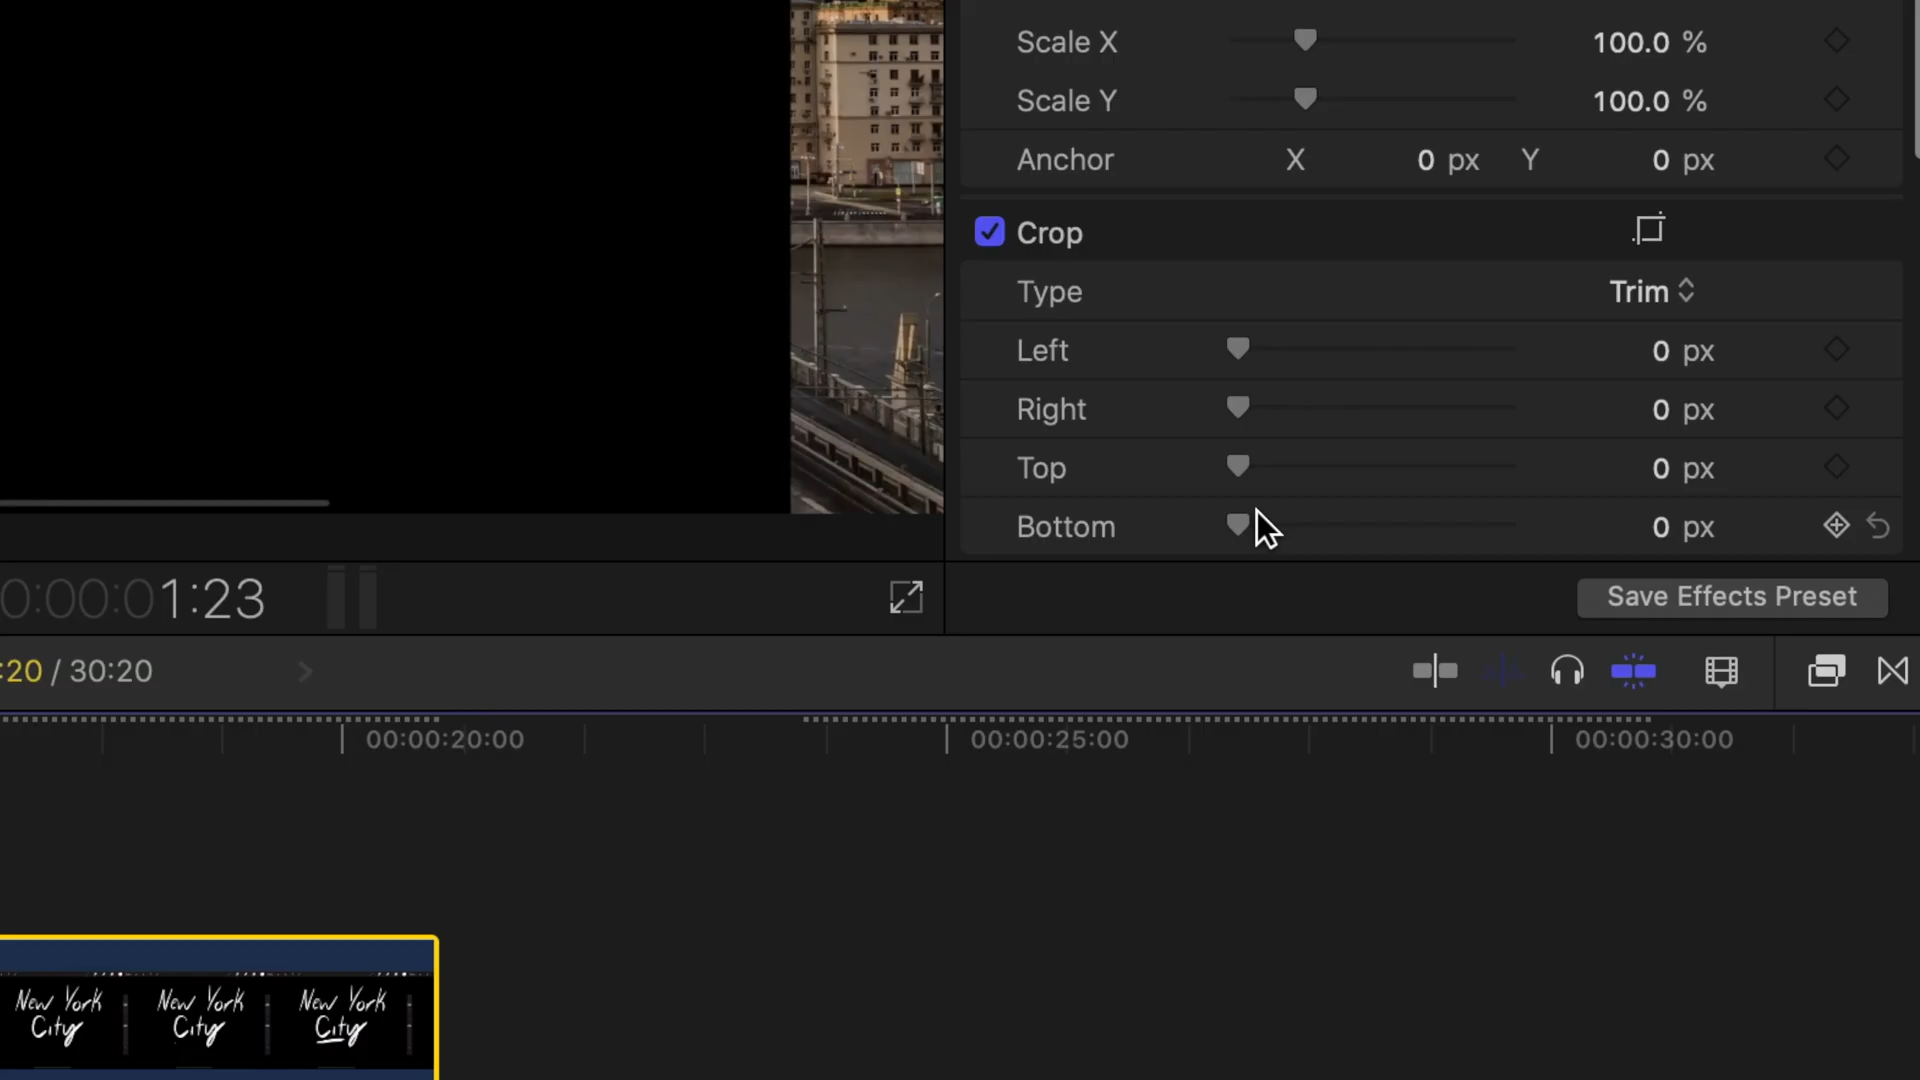 Scale X 100.0 %
Scale Y 100.0 %
Anchor X 0 px Y 0 px
Crop
Type Trim
Left 0 px
Right 0 px
Top 0 px
Bottom 0 px
0:00:01:23
Save Effects Preset
:20 / 30:20
00:00:20:00 00:00:25:00 00:00:30:00
New York New York New York
City City City